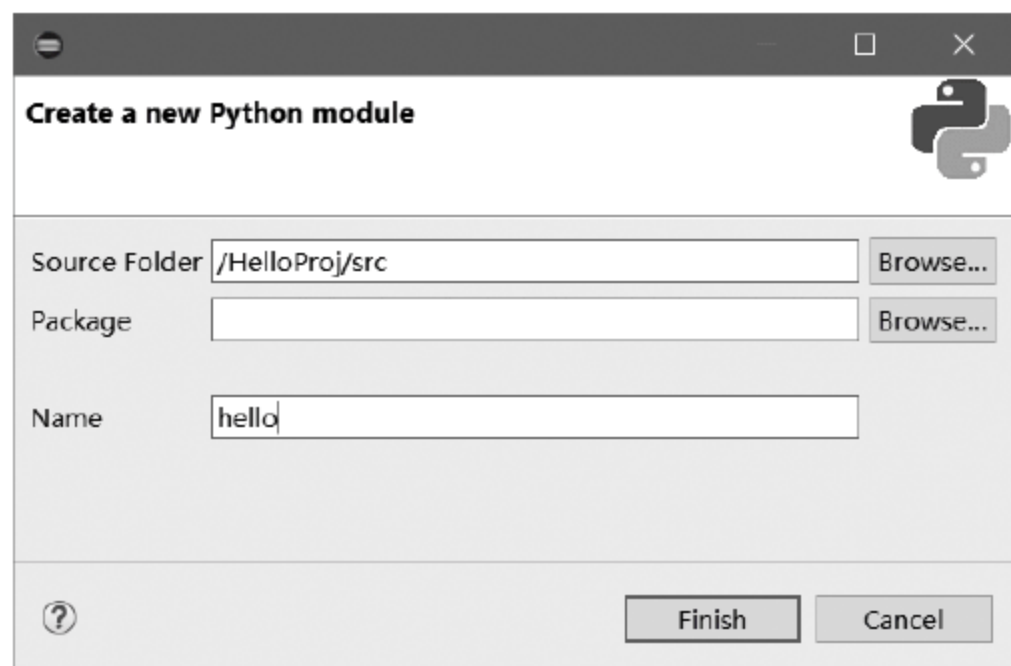 Create a new Python module
Source Folder /HelloProj/src Browse...
Package Browse...
Name hello
? Finish Cancel